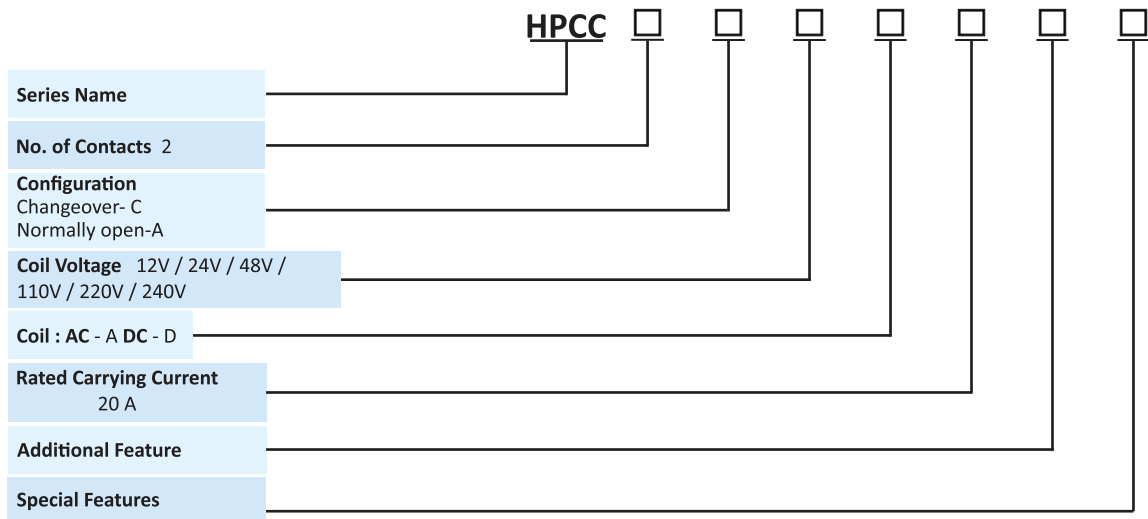 HPCC
Series Name
No. of Contacts 2
Configuration
Changeover- C
Normally open-A
Coil Voltage 12V / 24V / 48V /
110V / 220V / 240V
Coil : AC - A DC - D
Rated Carrying Current
20 A
Additional Feature
Special Features